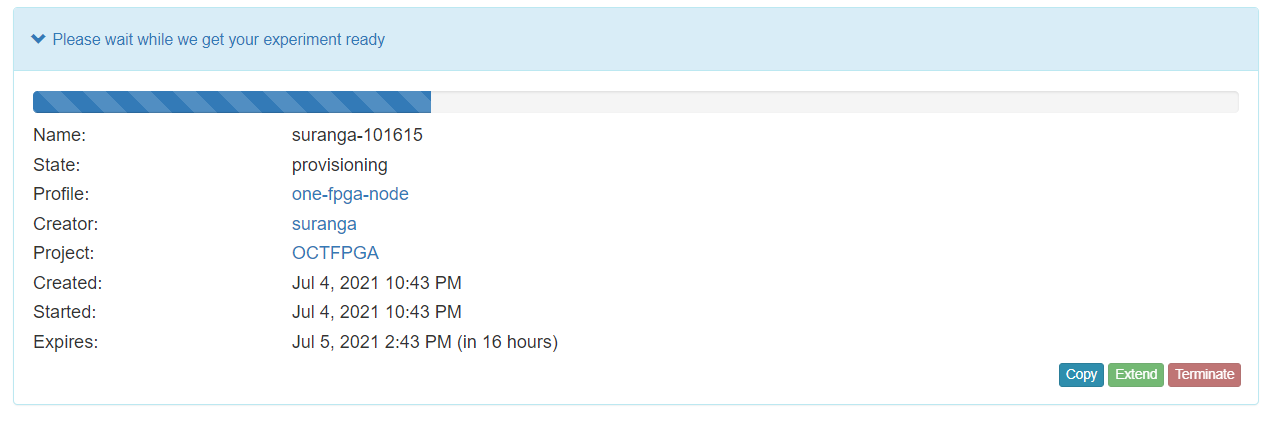 Please wait while we get your experiment ready
Name: suranga-101615
State: provisioning
Profile: one-fpga-node
Creator: suranga
Project: OCTFPGA
Created: Jul 4, 2021 10:43 PM
Started: Jul 4, 2021 10:43 PM
Expires: Jul 5, 2021 2:43 PM (in 16 hours)
Copy Extend Terminate